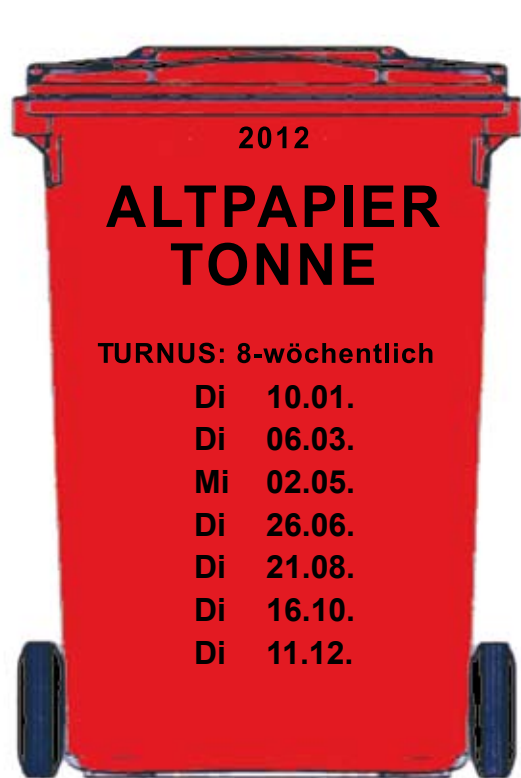 2012
ALTPAPIER
TONNE
TURNUS: 8-wöchentlich
Di 10.01.
Di 06.03.
Mi 02.05.
Di 26.06.
Di 21.08.
Di 16.10.
Di 11.12.